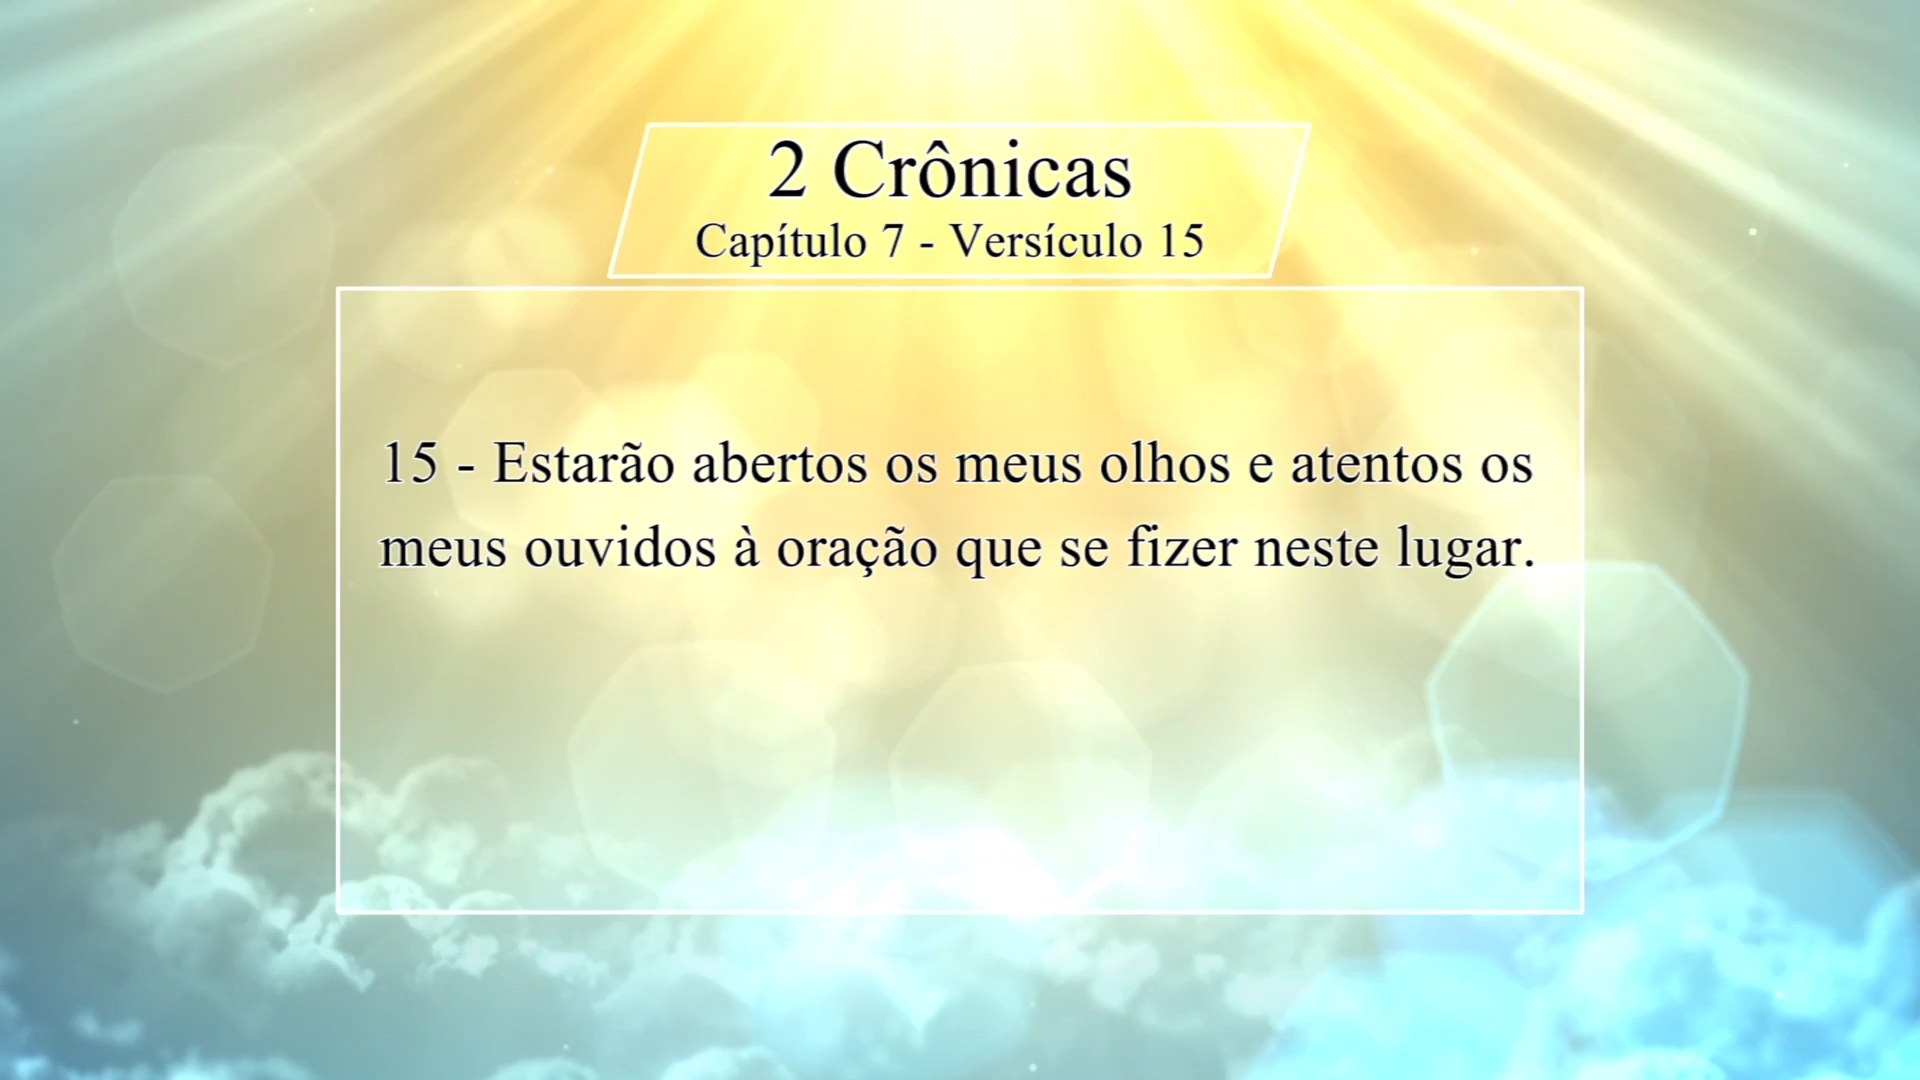 2 Crônicas
Capítulo 7 - Versículo 15
15 - Estarão abertos os meus olhos e atentos os
meus ouvidos à oração que se fizer neste lugar.